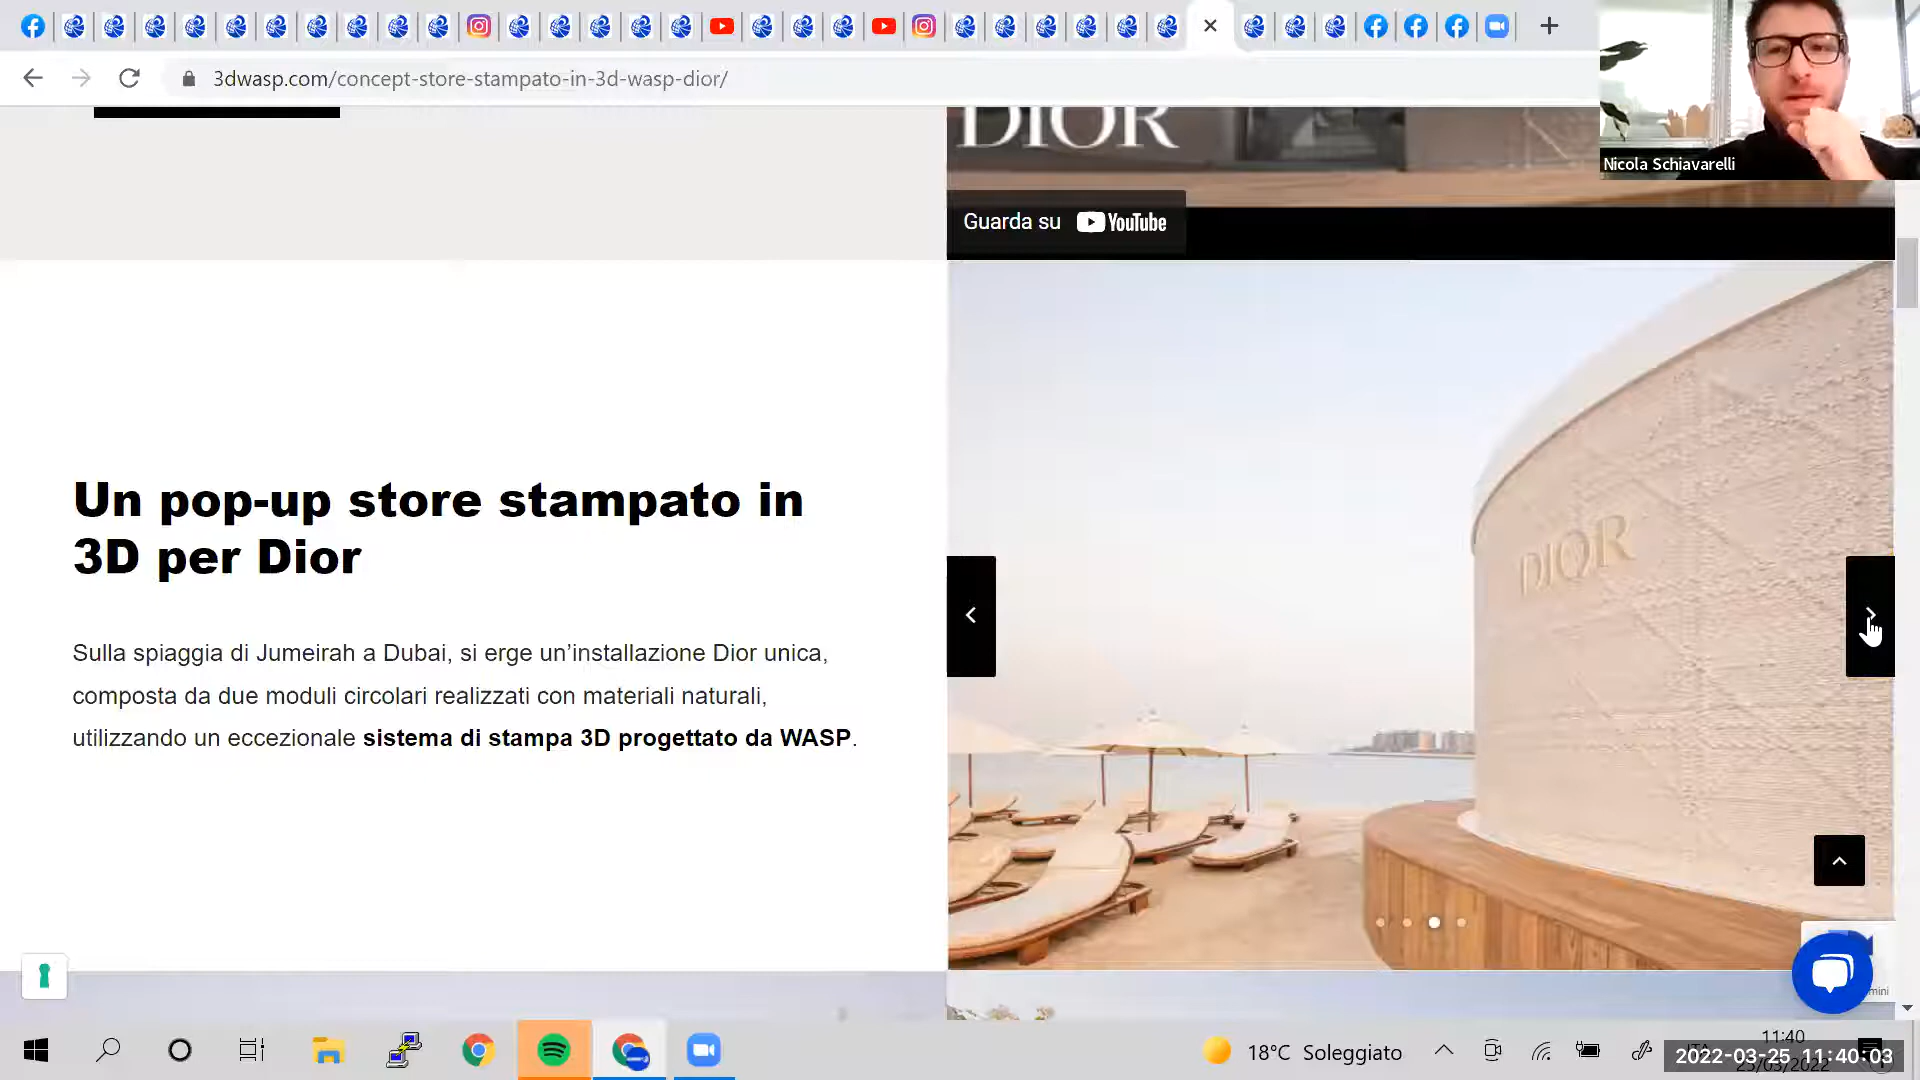 3dwasp.com/concept-store-stampato-in-3d-wasp-dior/
DIOR
Nicola Schiavarelli
Guarda su YouTube
Un pop-up store stampato in
3D per Dior
DIOR
Sulla spiaggia di Jumeirah a Dubai, si erge un'installazione Dior unica,
composta da due moduli circolari realizzati con materiali naturali,
utilizzando un eccezionale sistema di stampa 3D progettato da WASP.
18°C Soleggiato
11:40
2022-03-25 11:40:03